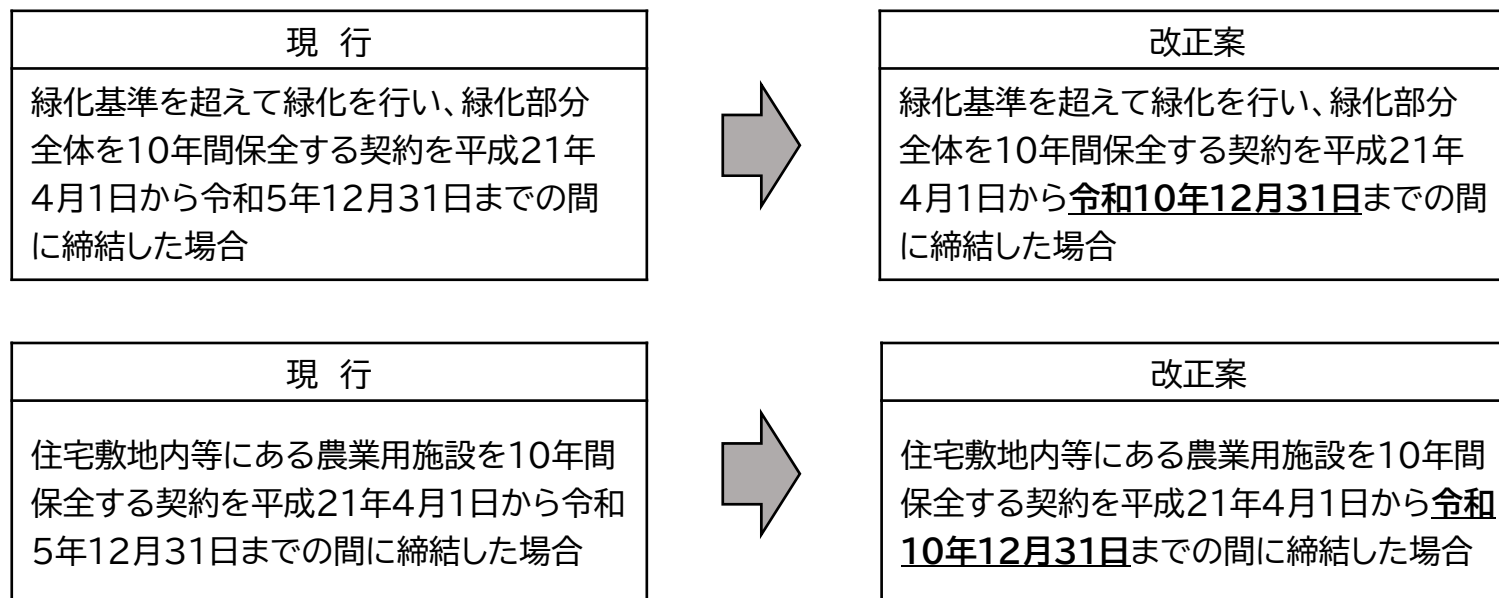 現 行
緑化基準を超えて緑化を行い、緑化部分
全体を10年間保全する契約を平成21年
4月1日から令和5年12月31日までの間
に締結した場合
改正案
緑化基準を超えて緑化を行い、緑化部分
全体を10年間保全する契約を平成21年
4月1日から令和10年12月31日までの間
に締結した場合
現 行
住宅敷地内等にある農業用施設を10年間
保全する契約を平成21年4月1日から令和
5年12月31日までの間に締結した場合
改正案
住宅敷地内等にある農業用施設を10年間
保全する契約を平成21年4月1日から令和
10年12月31日までの間に締結した場合